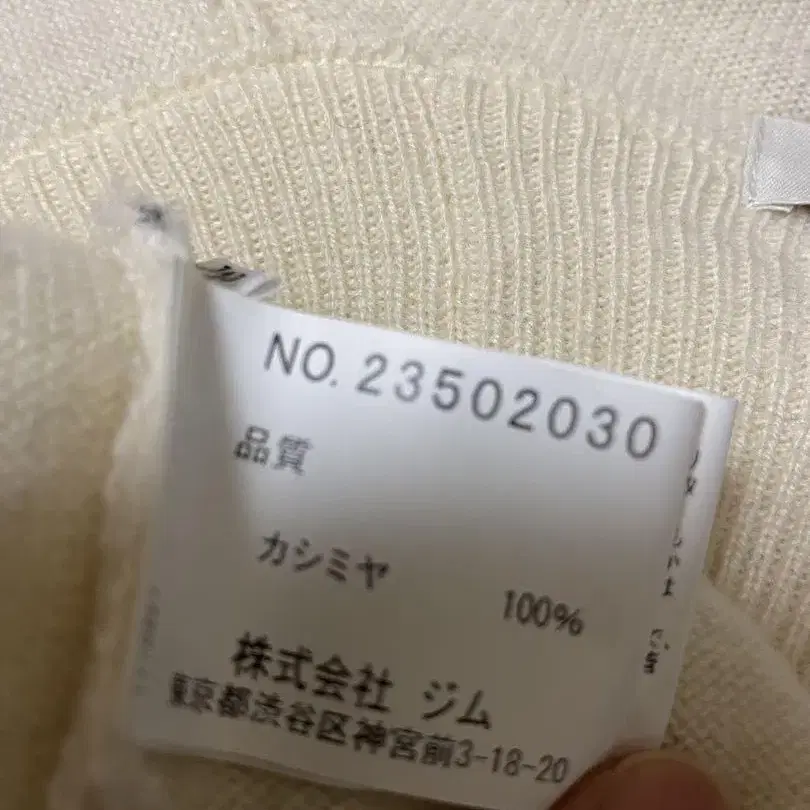 NO. 23502030
品質
カシミヤ
100%
株式会社 ジム
東京都渋谷区神宮前3-18-20